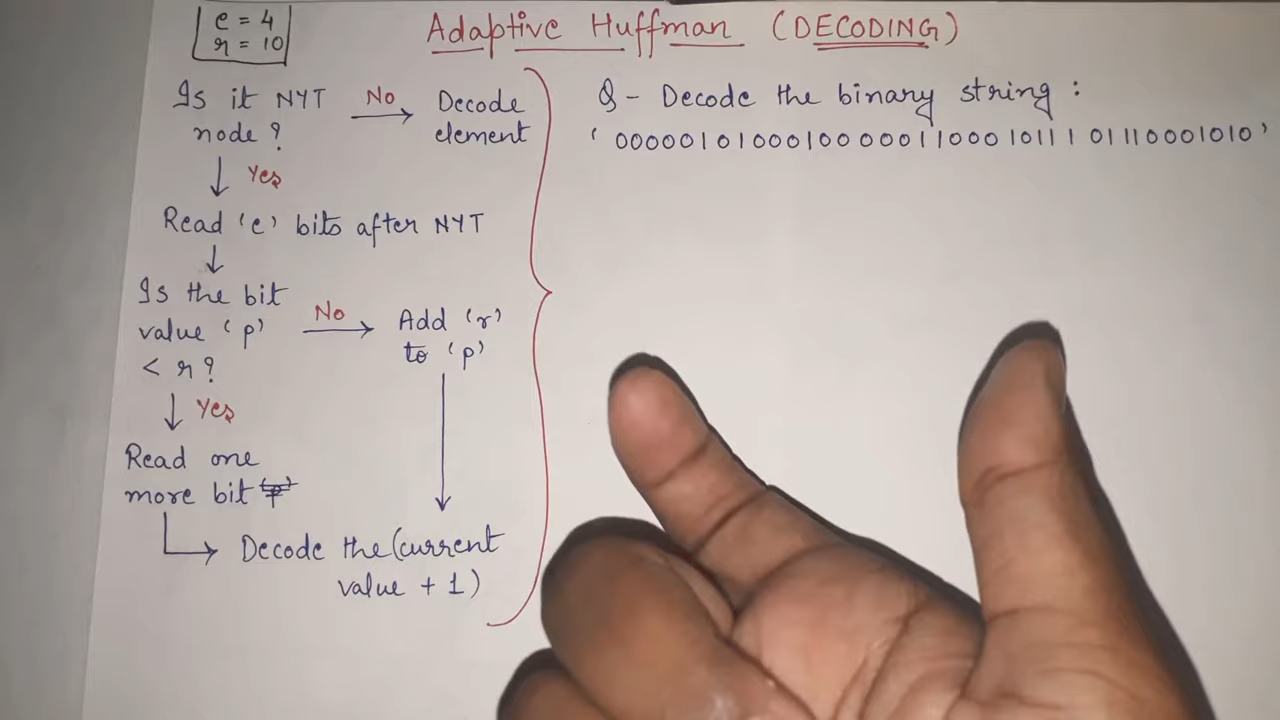 e = 4
r = 10
Adaptive Huffman (DECODING)
Is it NYT
node ?
No
Decode
element
Yes
Read 'e' bits after NYT
Is the bit
value 'p'
< r ?
No
Add 'r'
to 'p'
Yes
Read one
more bit
Decode the (current
value + 1)
Q - Decode the binary string :
' 000001010001000001100010111 01110001010 '